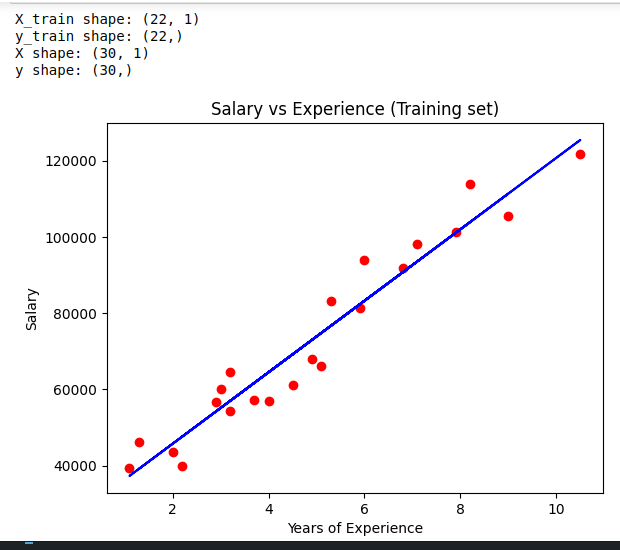 X_train shape: (22, 1)
y_train shape: (22,)
X shape: (30, 1)
y shape: (30,)
Salary vs Experience (Training set)
120000
100000
80000
60000
40000
Salary
2 4 6 8 10
Years of Experience